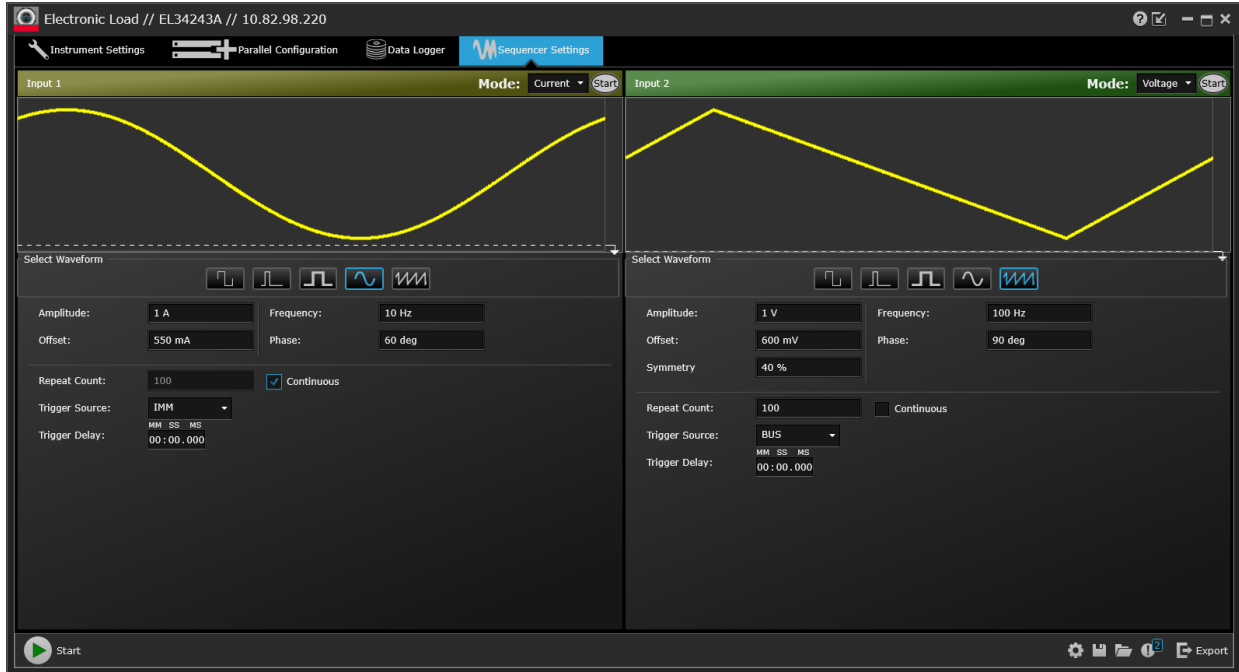 Electronic Load // EL34243A // 10.82.98.220
Instrument Settings Parallel Configuration Data Logger Sequencer Settings
Input 1 Mode: Current Start
Select Waveform
Amplitude: 1 A Frequency: 10 Hz
Offset: 550 mA Phase: 60 deg
Repeat Count: 100 Continuous
Trigger Source: IMM
MM SS MS
Trigger Delay: 00:00.000
Input 2 Mode: Voltage Start
Select Waveform
Amplitude: 1 V Frequency: 100 Hz
Offset: 600 mV Phase: 90 deg
Symmetry 40 %
Repeat Count: 100 Continuous
Trigger Source: BUS
MM SS MS
Trigger Delay: 00:00.000
Start 2 Export